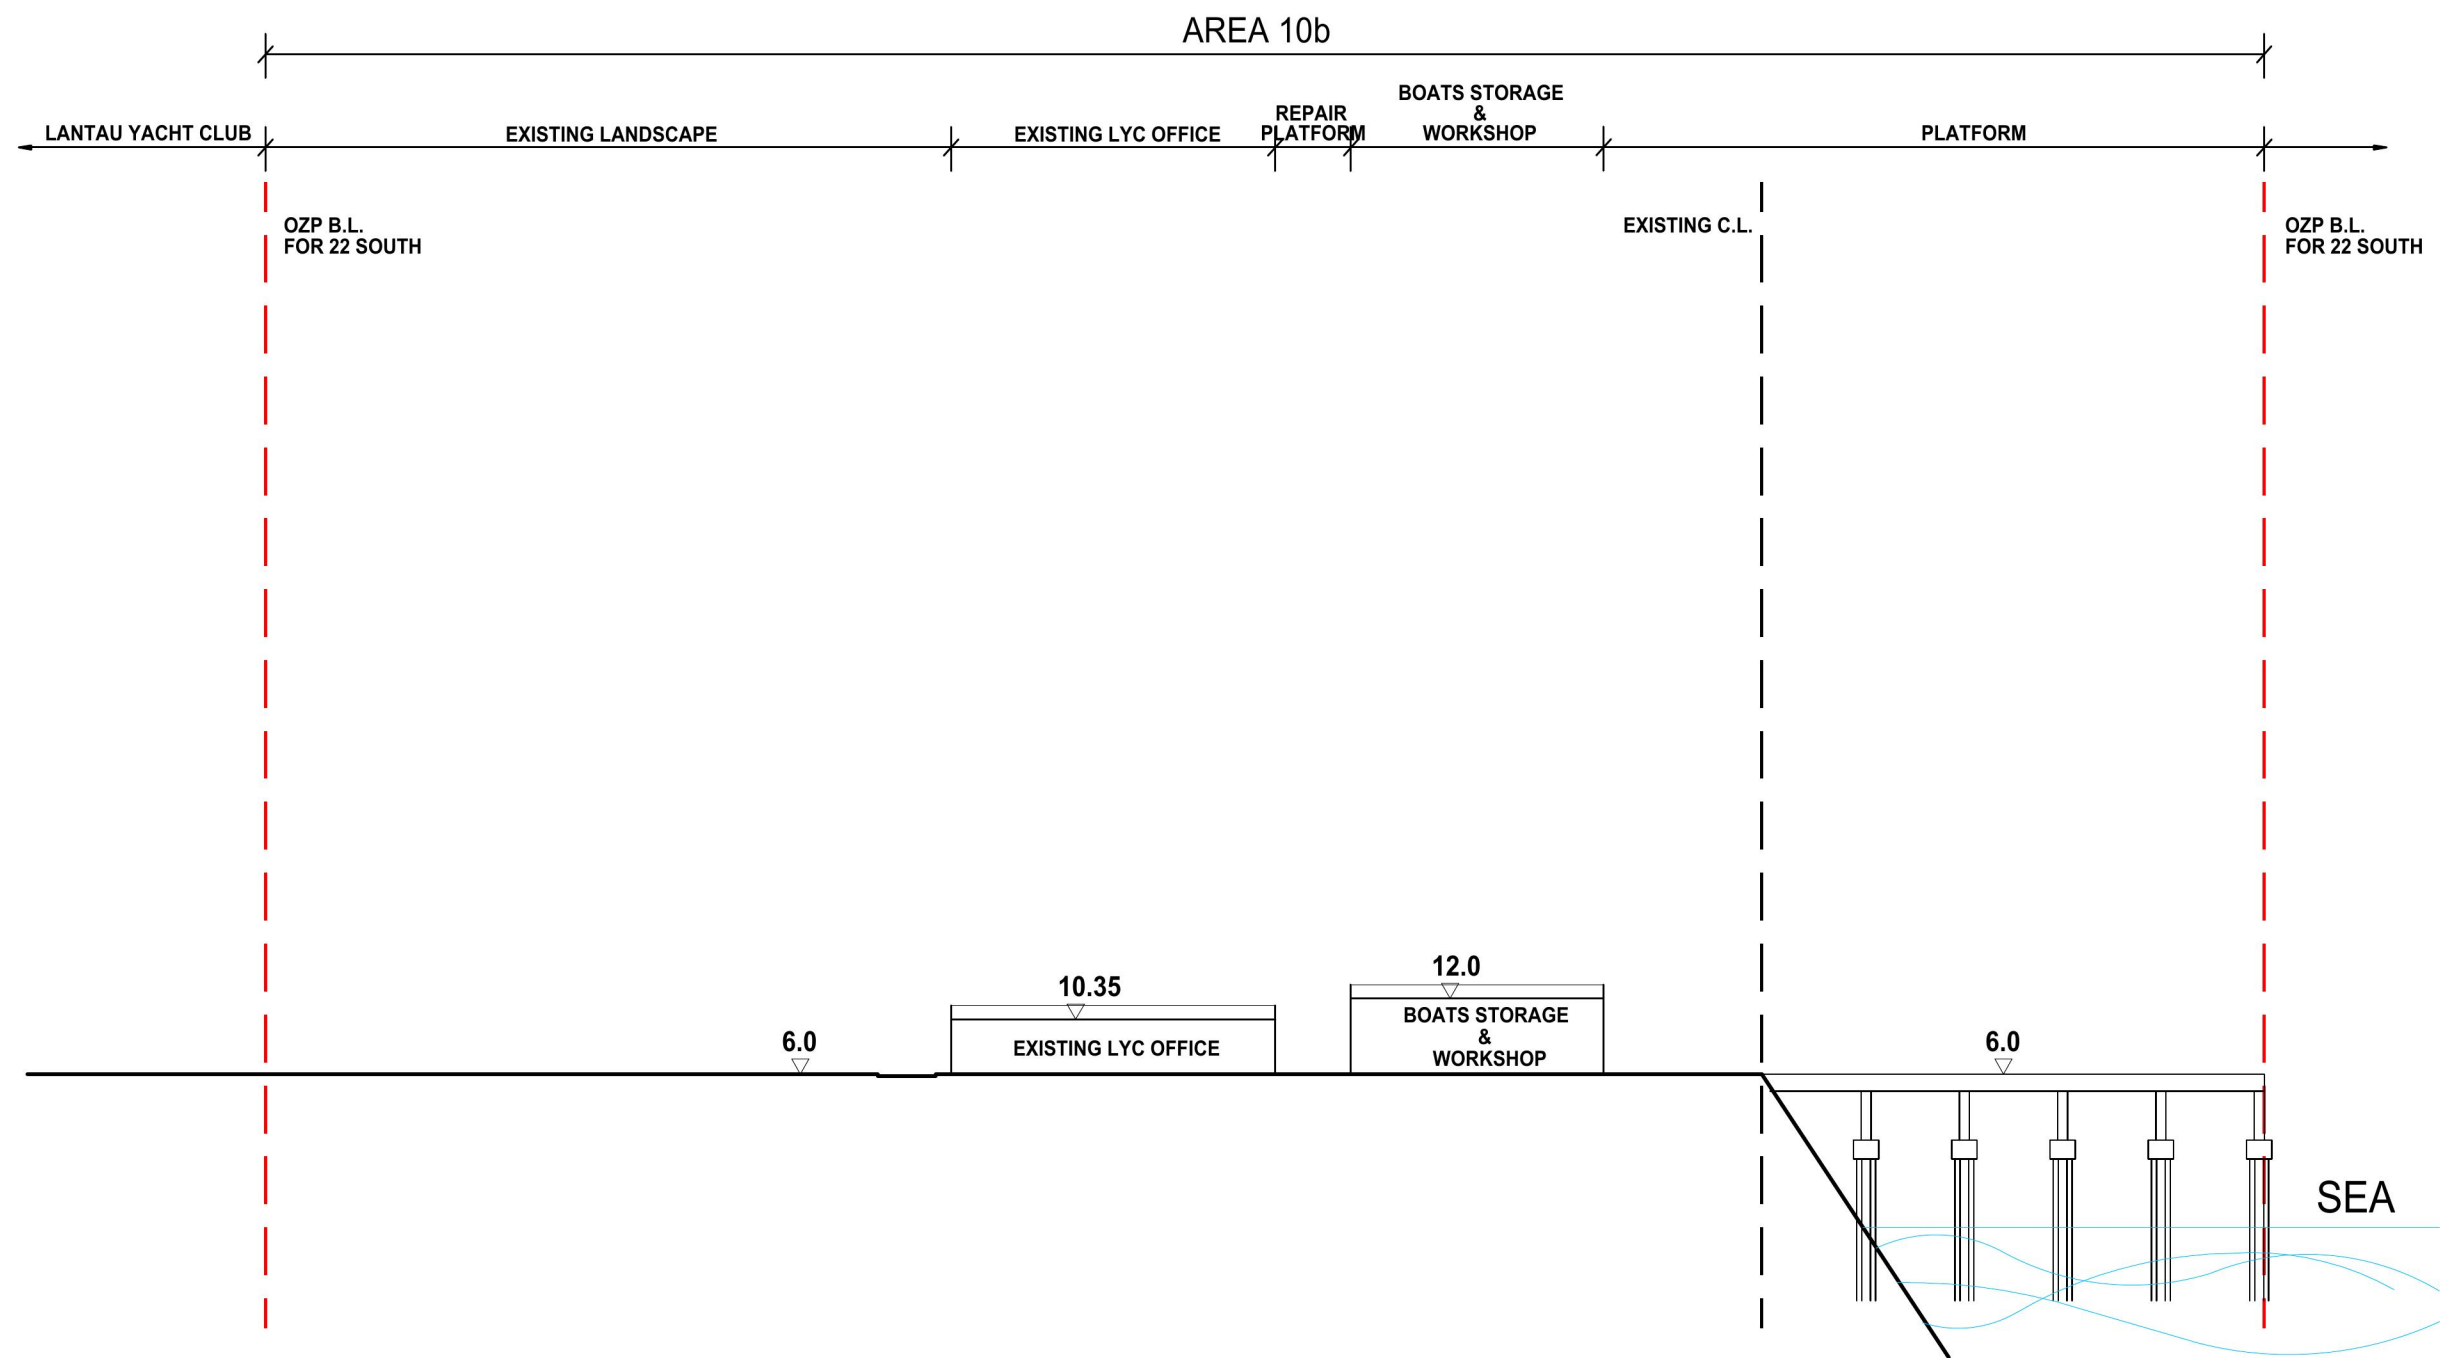 AREA 10b
BOATS STORAGE
&
WORKSHOP
REPAIR
PLATFORM
LANTAU YACHT CLUB
EXISTING LANDSCAPE
EXISTING LYC OFFICE
PLATFORM
OZP B.L.
FOR 22 SOUTH
EXISTING C.L.
OZP B.L.
FOR 22 SOUTH
12.0
10.35
BOATS STORAGE
&
WORKSHOP
6.0
EXISTING LYC OFFICE
6.0
SEA